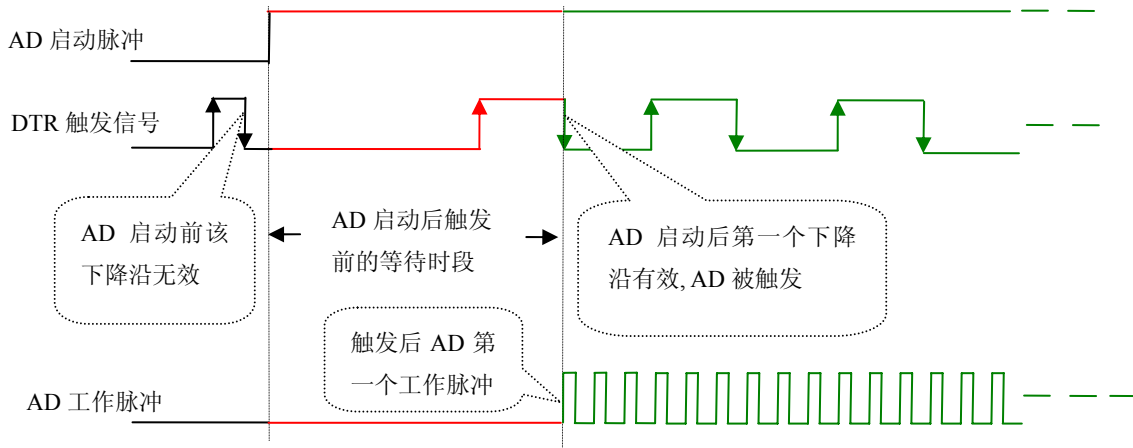 AD 启动脉冲
DTR 触发信号
AD 启动前该
下降沿无效
AD 启动后触发
前的等待时段
AD 启动后第一个下降
沿有效, AD 被触发
触发后 AD 第
一个工作脉冲
AD 工作脉冲